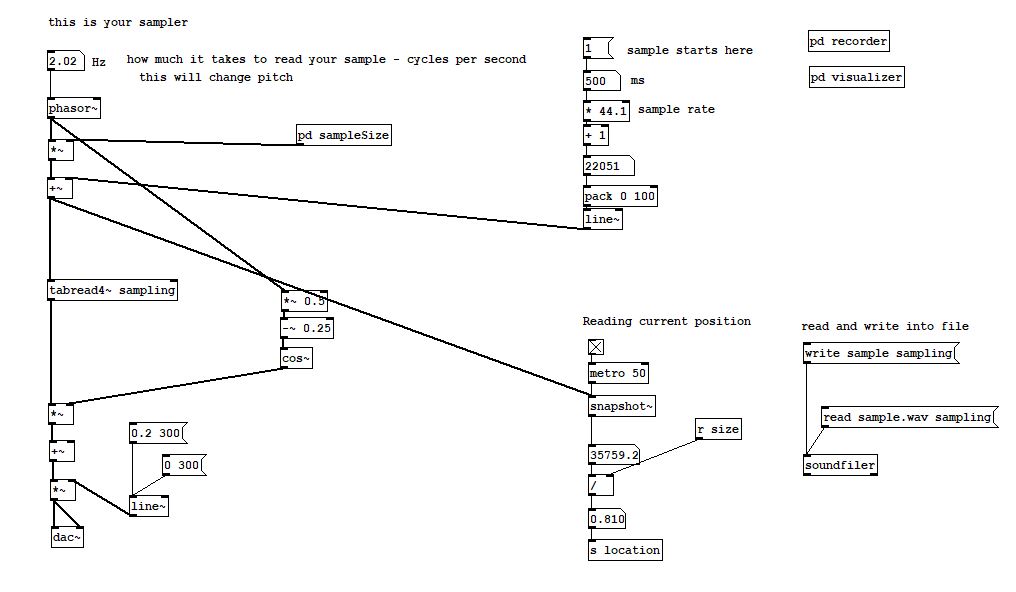 this is your sampler
2.02 Hz
how much it takes to read your sample - cycles per second
this will change pitch
phasor~
*~
pd sampleSize
+~
tabread4~ sampling
*~ 0.5
-~ 0.25
cos~
*~
0.2 300
+~
0 300
*~
line~
dac~
1
sample starts here
500 ms
* 44.1 sample rate
+ 1
22051
pack 0 100
line~
pd recorder
pd visualizer
Reading current position
metro 50
snapshot~
r size
35759.2
/
0.810
s location
read and write into file
write sample sampling
read sample.wav sampling
soundfiler